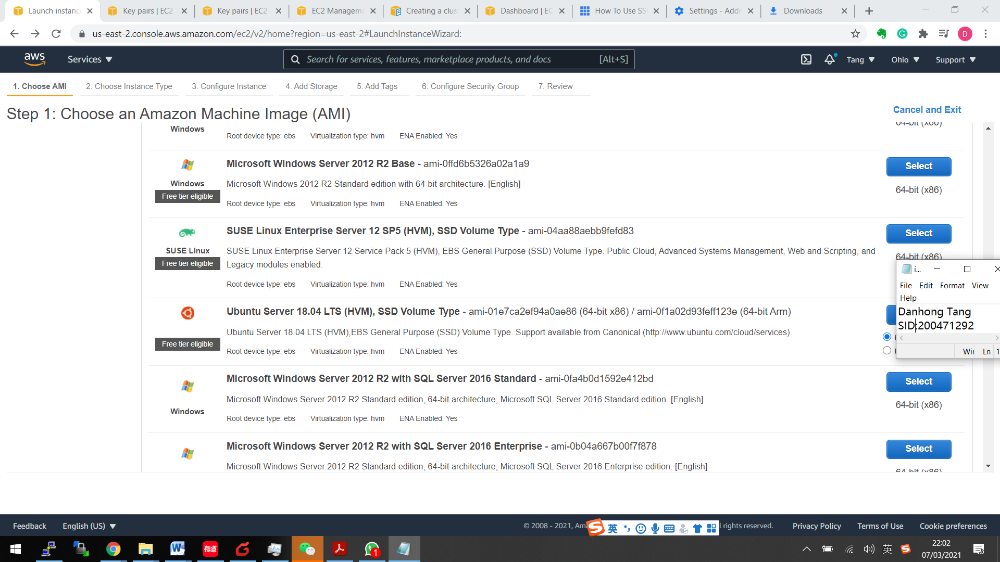 Launch instanc
Key pairs | EC2
Key pairs | EC2
EC2 Manageme
Creating a clust
Dashboard | EC
How To Use SS
Settings - Addr
Downloads
us-east-2.console.aws.amazon.com/ec2/v2/home?region=us-east-2#LaunchInstanceWizard:
D
aws
Services
Search for services, features, marketplace products, and docs
[Alt+S]
Tang
Ohio
Support
1. Choose AMI
2. Choose Instance Type
3. Configure Instance
4. Add Storage
5. Add Tags
6. Configure Security Group
7. Review
Step 1: Choose an Amazon Machine Image (AMI)
Cancel and Exit
Windows
Root device type: ebs Virtualization type: hvm ENA Enabled: Yes
64-bit (x86)
Microsoft Windows Server 2012 R2 Base - ami-0ffd6b5326a02a1a9
Windows
Free tier eligible
Microsoft Windows 2012 R2 Standard edition with 64-bit architecture. [English]
Root device type: ebs Virtualization type: hvm ENA Enabled: Yes
Select
64-bit (x86)
SUSE Linux Enterprise Server 12 SP5 (HVM), SSD Volume Type - ami-04aa88aebb9fefd83
SUSE Linux
Free tier eligible
SUSE Linux Enterprise Server 12 Service Pack 5 (HVM), EBS General Purpose (SSD) Volume Type. Public Cloud, Advanced Systems Management, Web and Scripting, and
Legacy modules enabled.
Root device type: ebs Virtualization type: hvm ENA Enabled: Yes
Select
64-bit (x86)
Ubuntu Server 18.04 LTS (HVM), SSD Volume Type - ami-01e7ca2ef94a0ae86 (64-bit x86) / ami-0f1a02d93feff123e (64-bit Arm)
Free tier eligible
Ubuntu Server 18.04 LTS (HVM),EBS General Purpose (SSD) Volume Type. Support available from Canonical (http://www.ubuntu.com/cloud/services).
Root device type: ebs Virtualization type: hvm ENA Enabled: Yes
i...
File Edit Format View
Help
Danhong Tang
SID:200471292
Wir
Ln 1
Microsoft Windows Server 2012 R2 with SQL Server 2016 Standard - ami-0fa4b0d1592e412bd
Windows
Microsoft Windows Server 2012 R2 Standard edition, 64-bit architecture, Microsoft SQL Server 2016 Standard edition. [English]
Root device type: ebs Virtualization type: hvm ENA Enabled: Yes
Select
64-bit (x86)
Microsoft Windows Server 2012 R2 with SQL Server 2016 Enterprise - ami-0b04a667b00f7f878
Microsoft Windows Server 2012 R2 Standard edition, 64-bit architecture, Microsoft SQL Server 2016 Enterprise edition. [English]
Select
64-bit (x86)
Feedback
English (US)
© 2008 - 2021, Am
S
英
l rights reserved.
Privacy Policy
Terms of Use
Cookie preferences
W
有道
1
英
S
22:02
07/03/2021